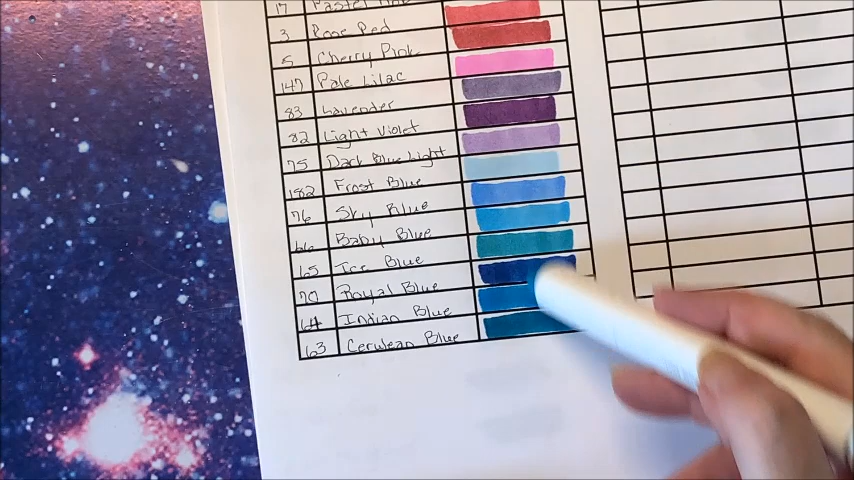 17 Pastel Pink
3 Rose Red
5 Cherry Pink
147 Pale Lilac
83 Lavender
82 Light Violet
75 Dark Blue Light
182 Frost Blue
76 Sky Blue
66 Baby Blue
65 Ice Blue
70 Royal Blue
64 Indian Blue
63 Cerulean Blue